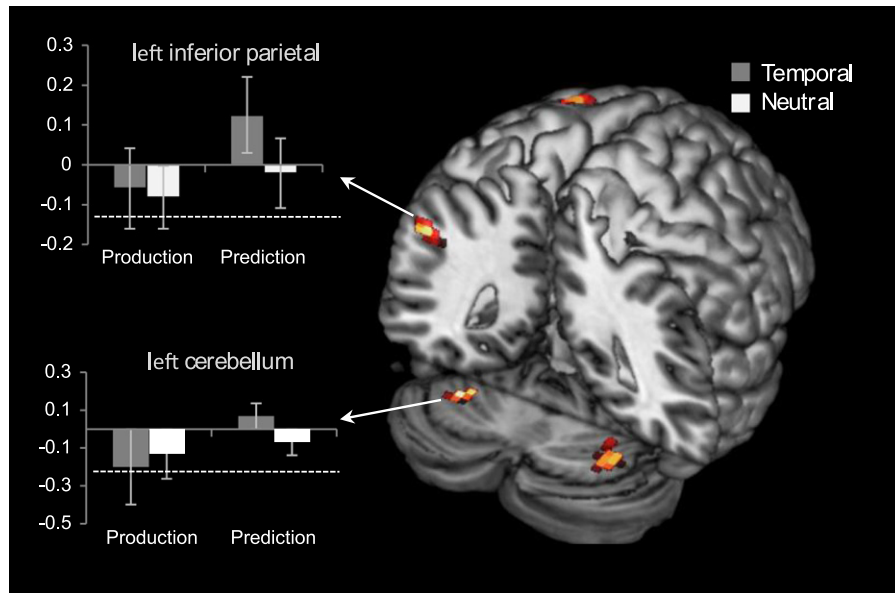 left inferior parietal
0.3
0.2
0.1
0
-0.1
-0.2
Production Prediction
Temporal
Neutral
left cerebellum
0.3
0.1
-0.1
-0.3
-0.5
Production Prediction